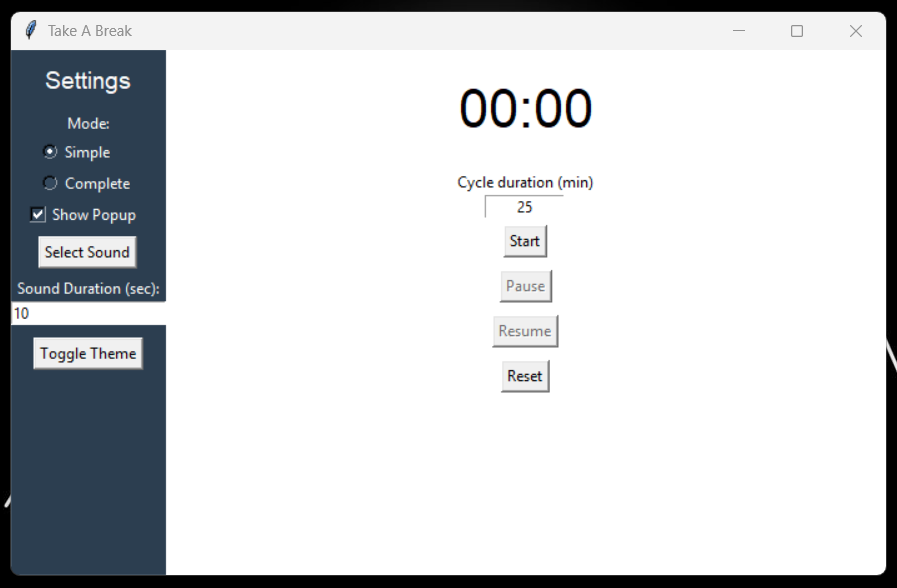 Take A Break
Settings
Mode:
Simple
Complete
Show Popup
Select Sound
Sound Duration (sec):
10
Toggle Theme
00:00
Cycle duration (min)
25
Start
Pause
Resume
Reset